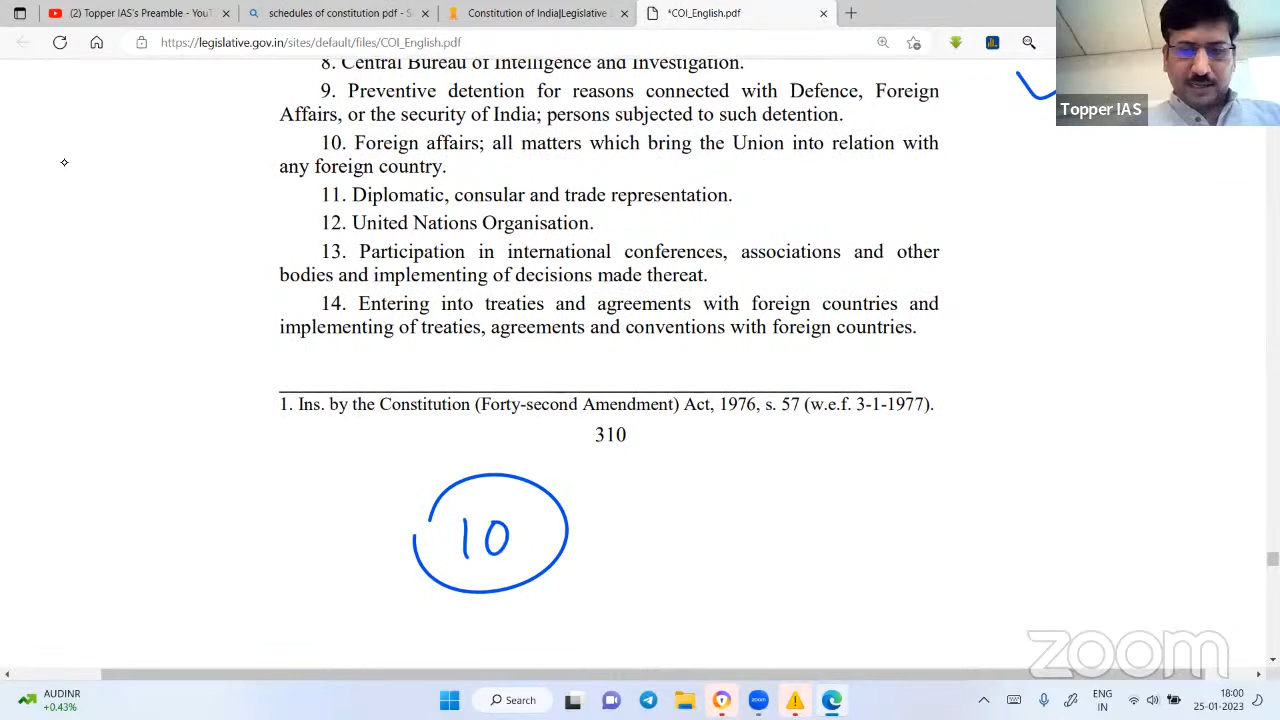 (2) Topper IAS's Preamble - YouT
schedules of constitution pdf - S
Constitution of India|Legislative
*COI_English.pdf
https://legislative.gov.in/sites/default/files/COI_English.pdf
Topper IAS
8. Central Bureau of Intelligence and Investigation.
9. Preventive detention for reasons connected with Defence, Foreign
Affairs, or the security of India; persons subjected to such detention.
10. Foreign affairs; all matters which bring the Union into relation with
any foreign country.
11. Diplomatic, consular and trade representation.
12. United Nations Organisation.
13. Participation in international conferences, associations and other
bodies and implementing of decisions made thereat.
14. Entering into treaties and agreements with foreign countries and
implementing of treaties, agreements and conventions with foreign countries.
1. Ins. by the Constitution (Forty-second Amendment) Act, 1976, s. 57 (w.e.f. 3-1-1977).
310
10
zoom
AUDINR
+0.43%
Search
ENG
IN
18:00
25-01-2023